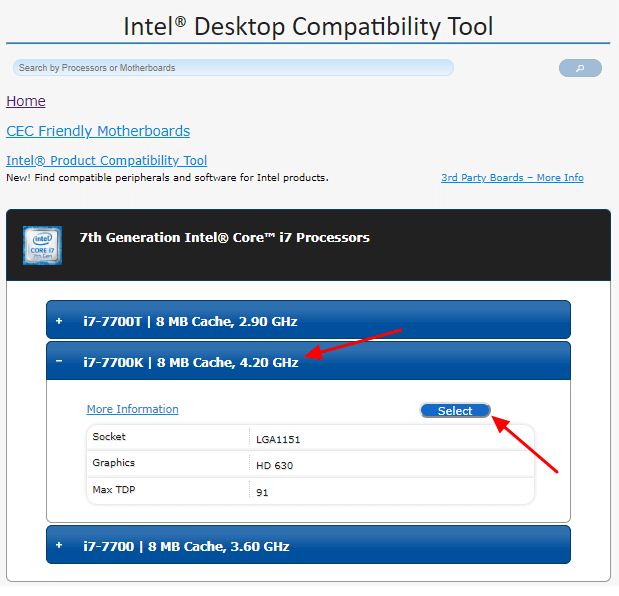 Intel® Desktop Compatibility Tool
Search by Processors or Motherboards
Home
CEC Friendly Motherboards
Intel® Product Compatibility Tool
New! Find compatible peripherals and software for Intel products.
3rd Party Boards – More Info
intel
CORE i7
7th Gen
7th Generation Intel® Core™ i7 Processors
+ i7-7700T | 8 MB Cache, 2.90 GHz
− i7-7700K | 8 MB Cache, 4.20 GHz
More Information
Select
Socket LGA1151
Graphics HD 630
Max TDP 91
+ i7-7700 | 8 MB Cache, 3.60 GHz